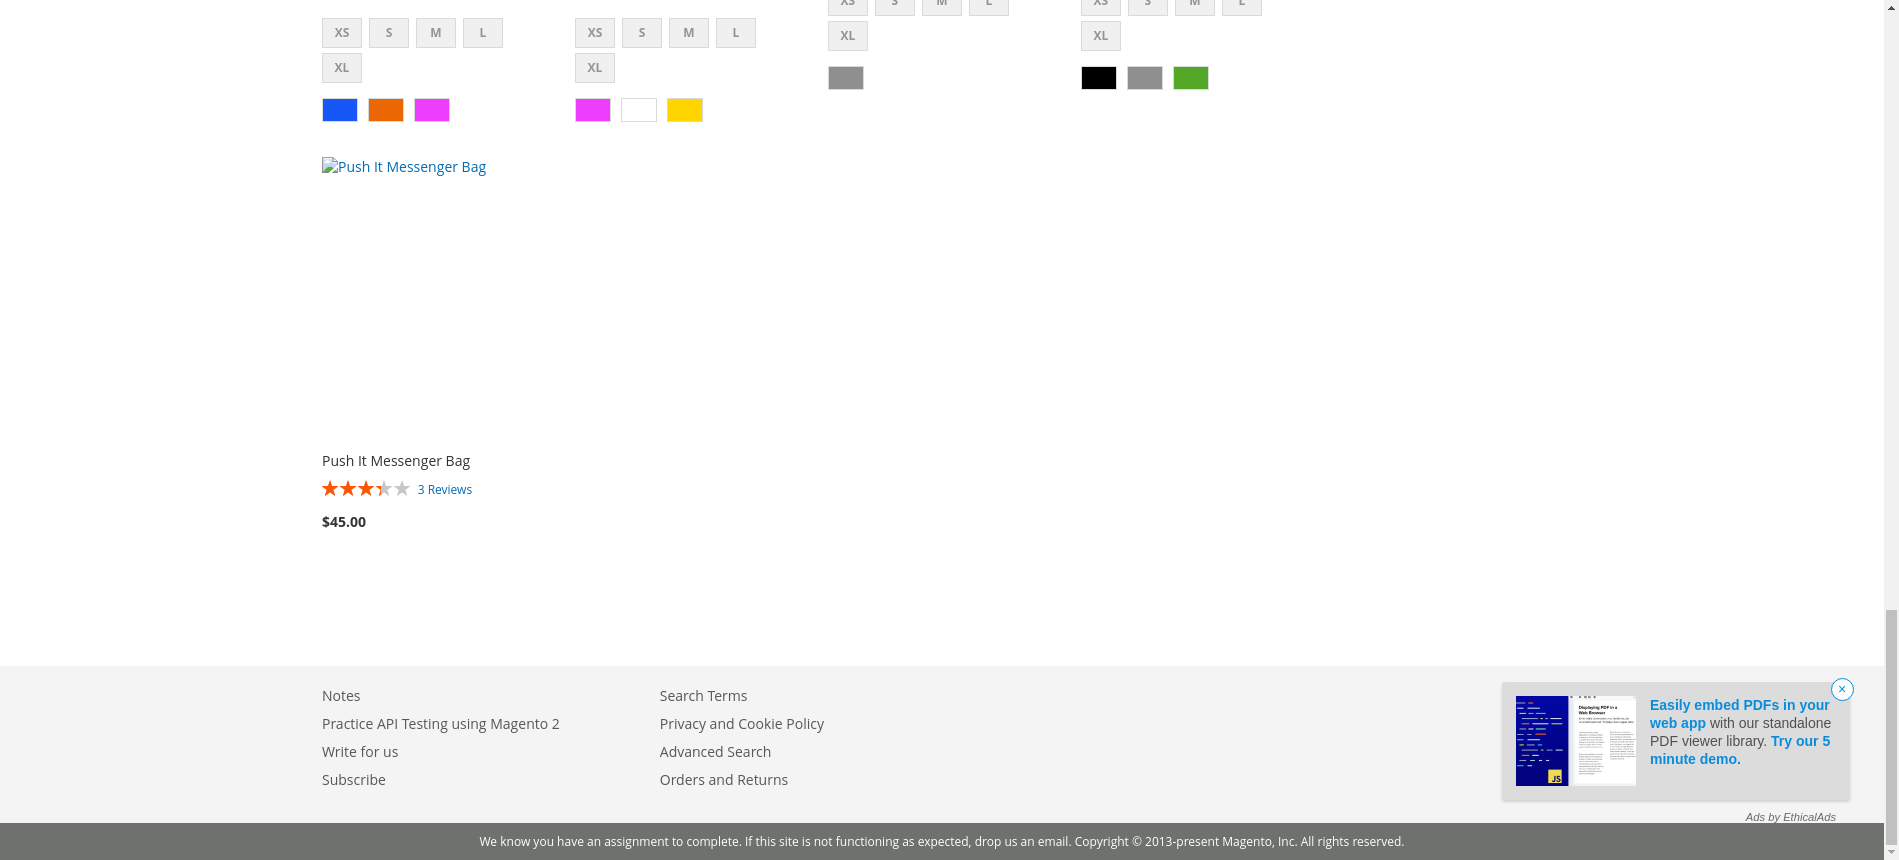 XS S M L
XS S M L
XS S M L
XS S M L
XL
XL
XL
XL
Push It Messenger Bag
Push It Messenger Bag
3 Reviews
$45.00
Notes
Practice API Testing using Magento 2
Write for us
Subscribe
Search Terms
Privacy and Cookie Policy
Advanced Search
Orders and Returns
Displaying PDF in a
Web Browser
JS
×
Easily embed PDFs in your
web app with our standalone
PDF viewer library. Try our 5
minute demo.
Ads by EthicalAds
We know you have an assignment to complete. If this site is not functioning as expected, drop us an email. Copyright © 2013-present Magento, Inc. All rights reserved.